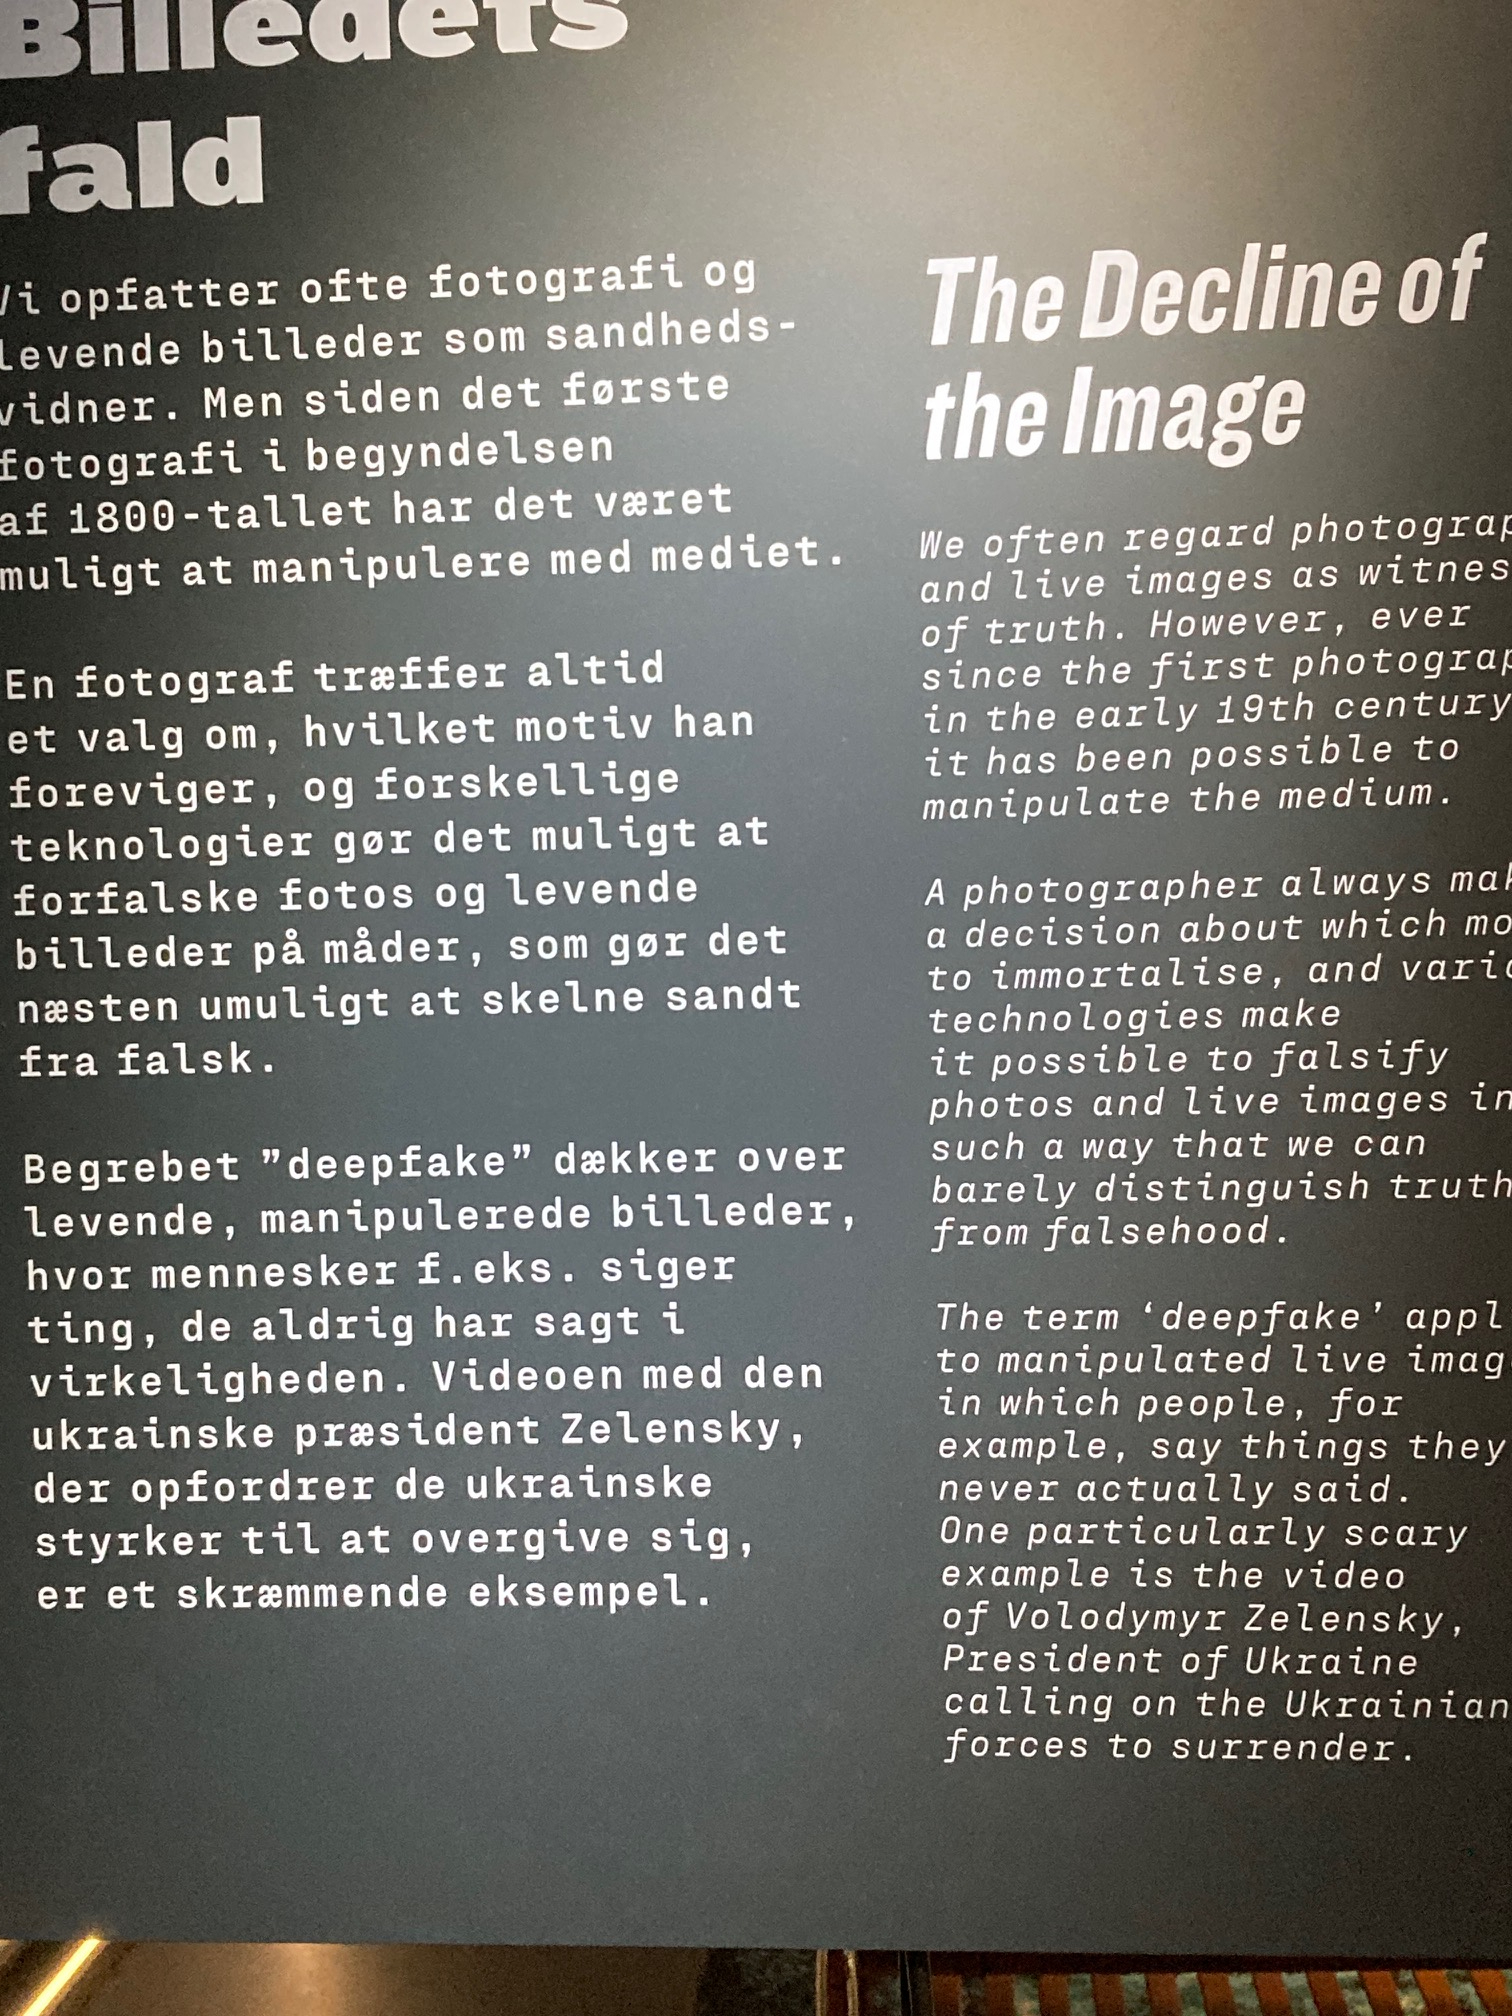 Billedets
fald
Vi opfatter ofte fotografi og
levende billeder som sandheds-
vidner. Men siden det første
fotografi i begyndelsen
af 1800-tallet har det været
muligt at manipulere med mediet.
En fotograf træffer altid
et valg om, hvilket motiv han
foreviger, og forskellige
teknologier gør det muligt at
forfalske fotos og levende
billeder på måder, som gør det
næsten umuligt at skelne sandt
fra falsk.
Begrebet ”deepfake” dækker over
levende, manipulerede billeder,
hvor mennesker f.eks. siger
ting, de aldrig har sagt i
virkeligheden. Videoen med den
ukrainske præsident Zelensky,
der opfordrer de ukrainske
styrker til at overgive sig,
er et skræmmende eksempel.
The Decline of
the Image
We often regard
and live images as
of truth. However, ever
since the first
in the early 19th century
it has been possible to
manipulate the medium.
A photographer always
a decision about which
to immortalise, and
technologies make
it possible to falsify
photos and live images in
such a way that we can
barely distinguish truth
from falsehood.
The term ‘deepfake’
to manipulated live
in which people, for
example, say things they
never actually said.
One particularly scary
example is the video
of Volodymyr Zelensky,
President of Ukraine
calling on the Ukrainian
forces to surrender.